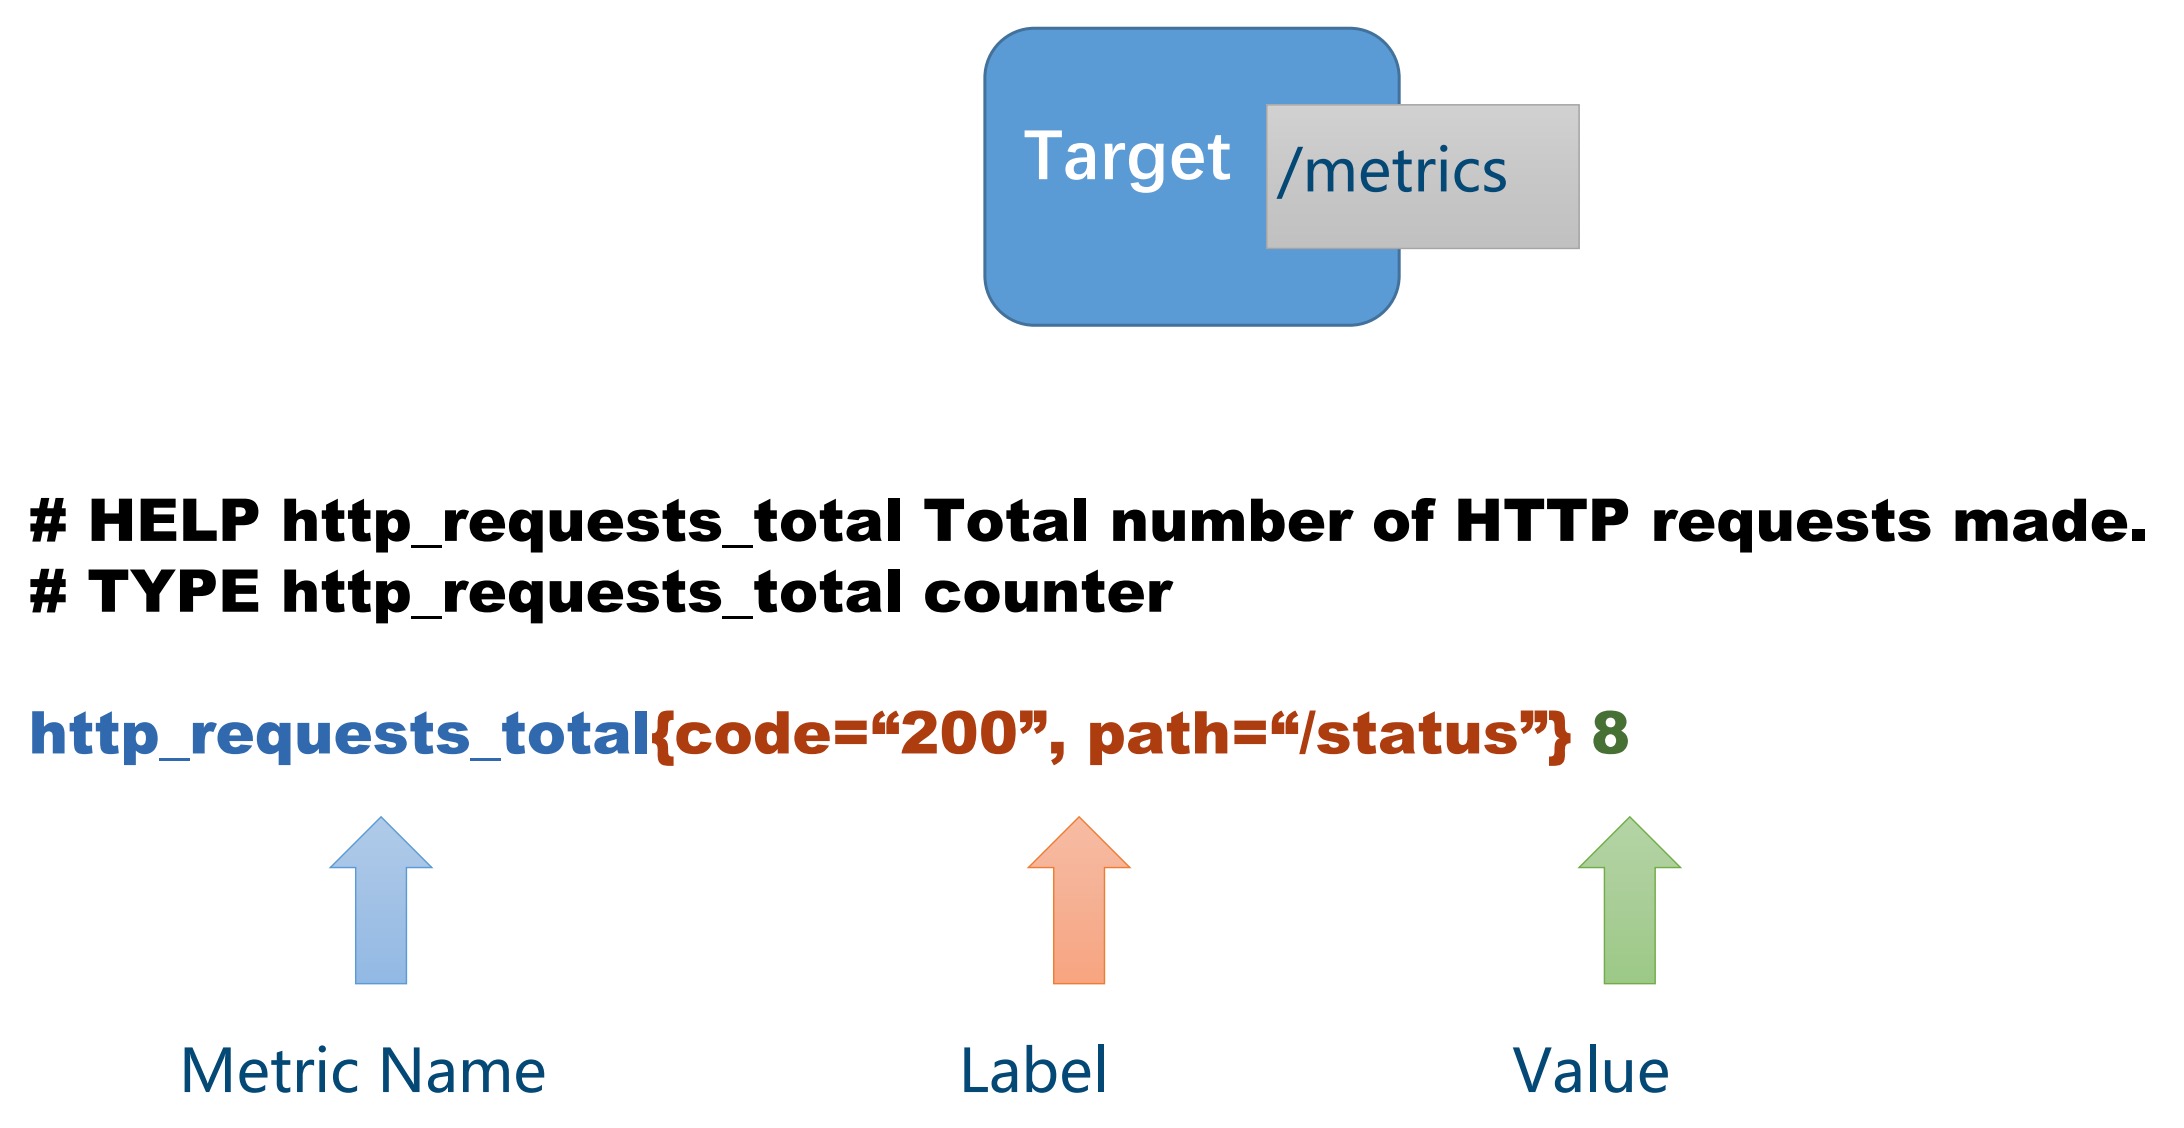 Target
/metrics
# HELP http_requests_total Total number of HTTP requests made.
# TYPE http_requests_total counter
http_requests_total{code=“200”, path=“/status”} 8
Metric Name
Label
Value